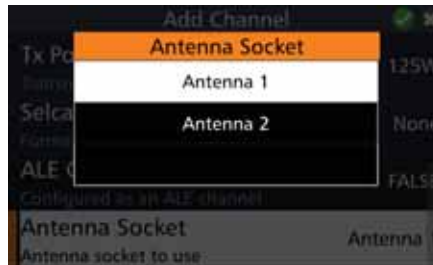 Add Channel
Antenna Socket
Tx Po
125W
Antenna 1
Selca
Antenna 2
None
ALE
FALSE
Configured as an ALE channel
Antenna Socket
Antenna
Antenna socket to use